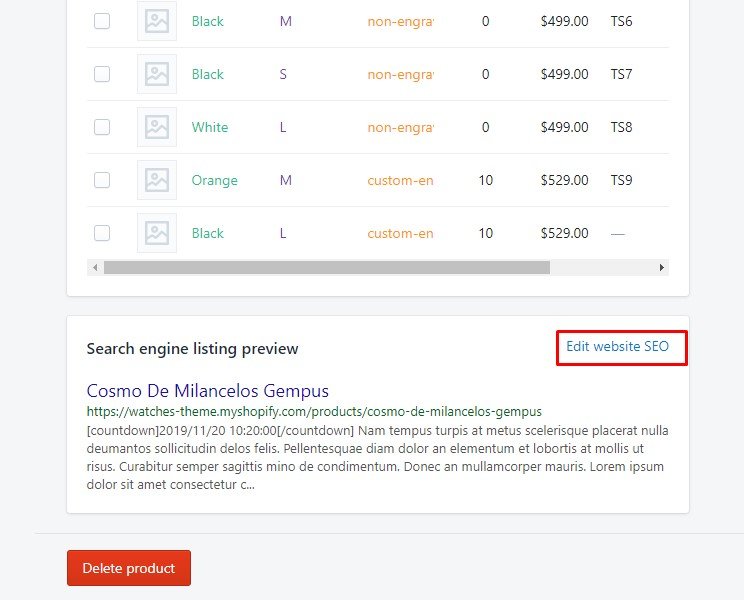 Black M non-engra 0 $499.00 TS6
Black S non-engra 0 $499.00 TS7
White L non-engra 0 $499.00 TS8
Orange M custom-en 10 $529.00 TS9
Black L custom-en 10 $529.00 —
Search engine listing preview
Edit website SEO
Cosmo De Milancelos Gempus
https://watches-theme.myshopify.com/products/cosmo-de-milancelos-gempus
[countdown]2019/11/20 10:20:00[/countdown] Nam tempus turpis at metus scelerisque placerat nulla
deumantos sollicitudin delos felis. Pellentesque diam dolor an elementum et lobortis at mollis ut
risus. Curabitur semper sagittis mino de condimentum. Donec an mullamcorper mauris. Lorem ipsum
dolor sit amet consectetur c...
Delete product